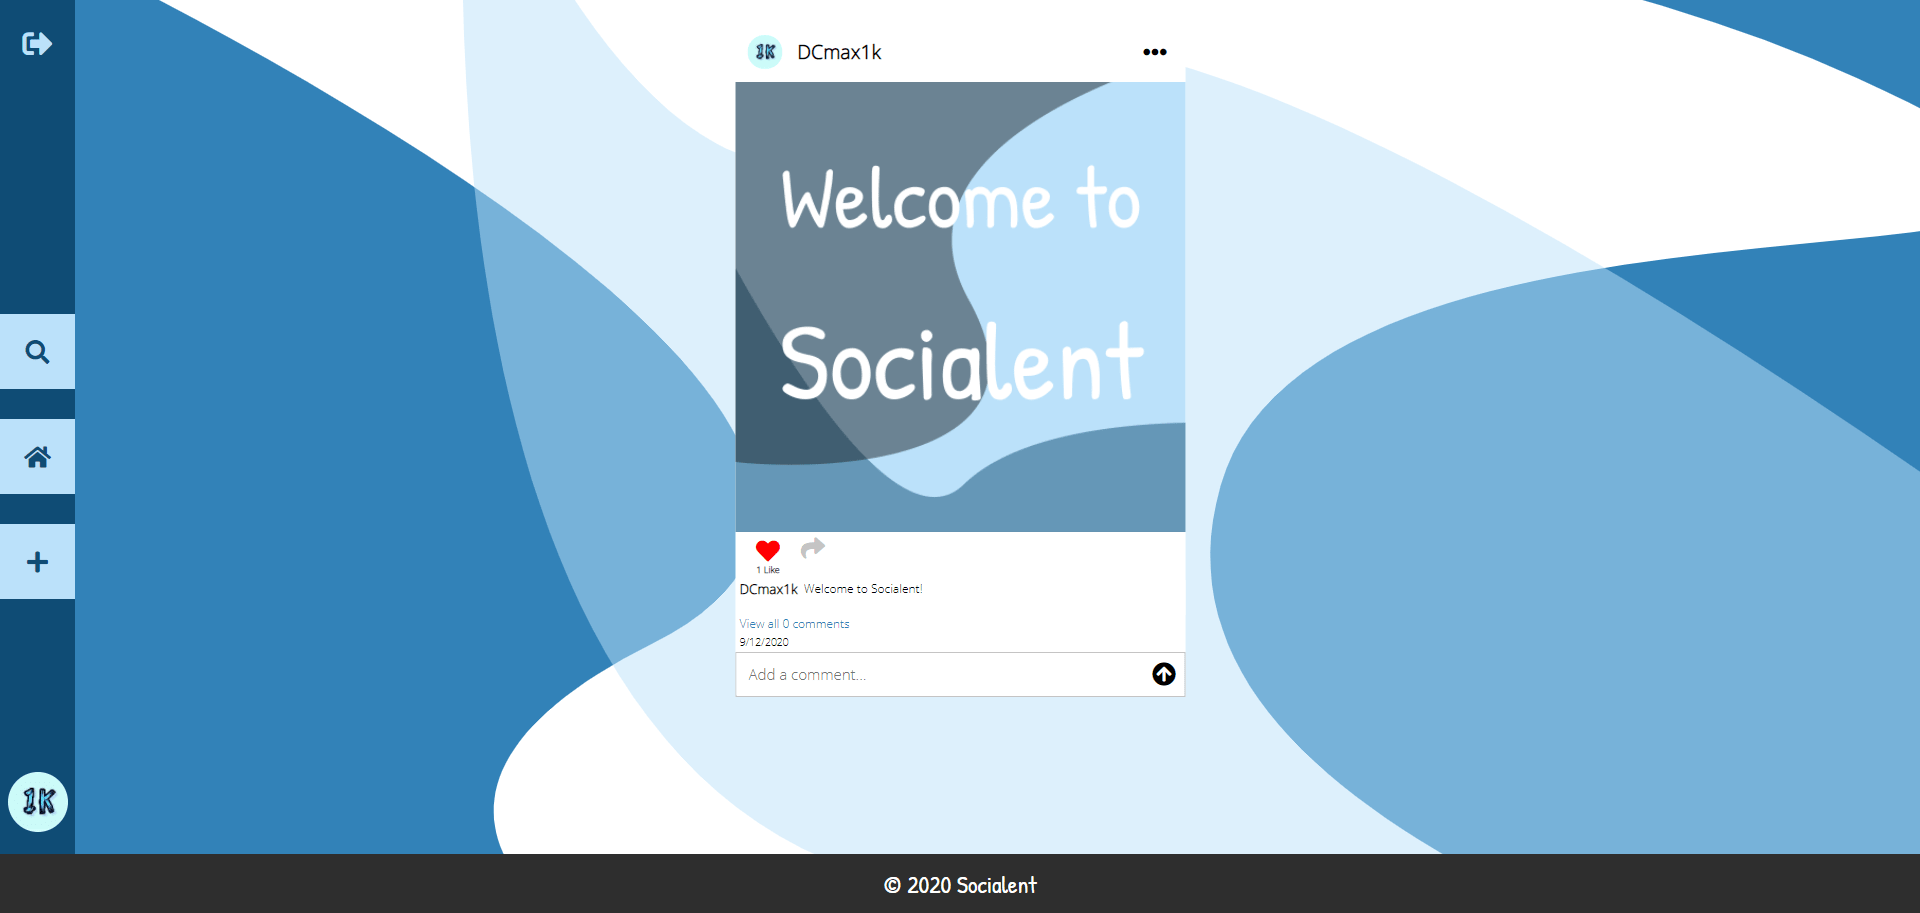 1K DCmax1k
Welcome to
Socialent
1 Like
DCmax1k Welcome to Socialent!
View all 0 comments
9/12/2020
Add a comment...
1K
© 2020 Socialent